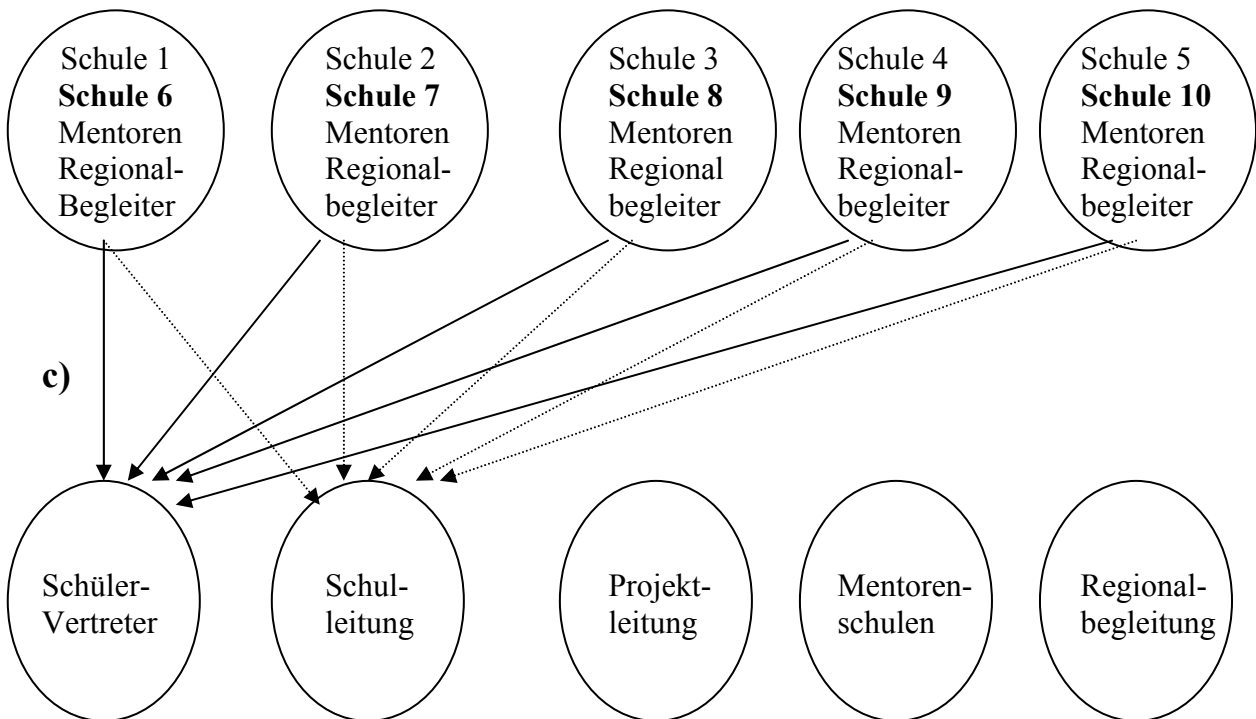 Schule 1
Schule 6
Mentoren
Regional-
Begleiter
Schule 2
Schule 7
Mentoren
Regional-
begleiter
Schule 3
Schule 8
Mentoren
Regional
begleiter
Schule 4
Schule 9
Mentoren
Regional-
begleiter
Schule 5
Schule 10
Mentoren
Regional-
begleiter
c)
Schüler-
Vertreter
Schul-
leitung
Projekt-
leitung
Mentoren-
schulen
Regional-
begleitung